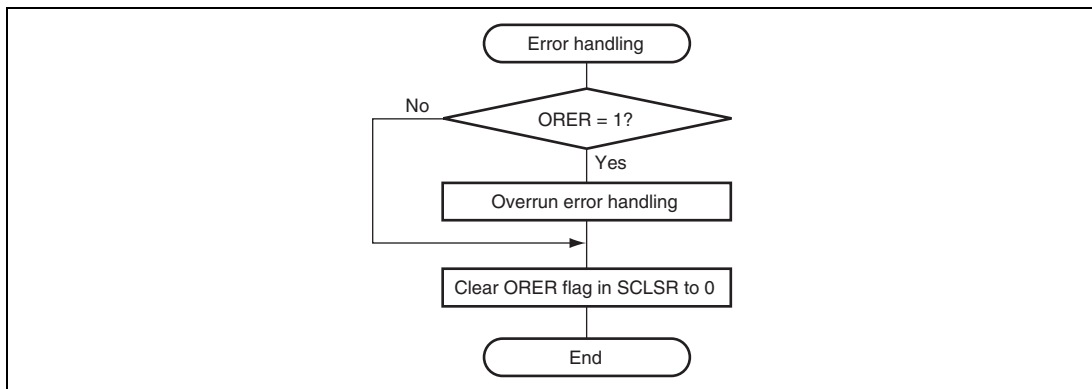 Error handling
No
ORER = 1?
Yes
Overrun error handling
Clear ORER flag in SCLSR to 0
End